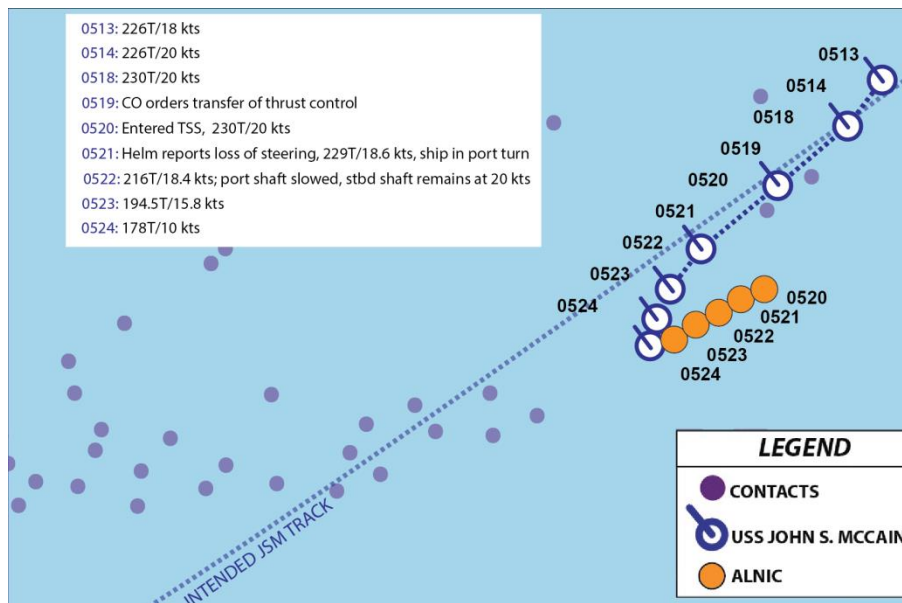 0513: 226T/18 kts
0514: 226T/20 kts
0518: 230T/20 kts
0519: CO orders transfer of thrust control
0520: Entered TSS, 230T/20 kts
0521: Helm reports loss of steering, 229T/18.6 kts, ship in port turn
0522: 216T/18.4 kts; port shaft slowed, stbd shaft remains at 20 kts
0523: 194.5T/15.8 kts
0524: 178T/10 kts
0513
0514
0518
0519
0520
0521
0522
0523
0524
0520
0521
0522
0523
0524
INTENDED JSM TRACK
LEGEND
CONTACTS
USS JOHN S. MCCAIN
ALNIC